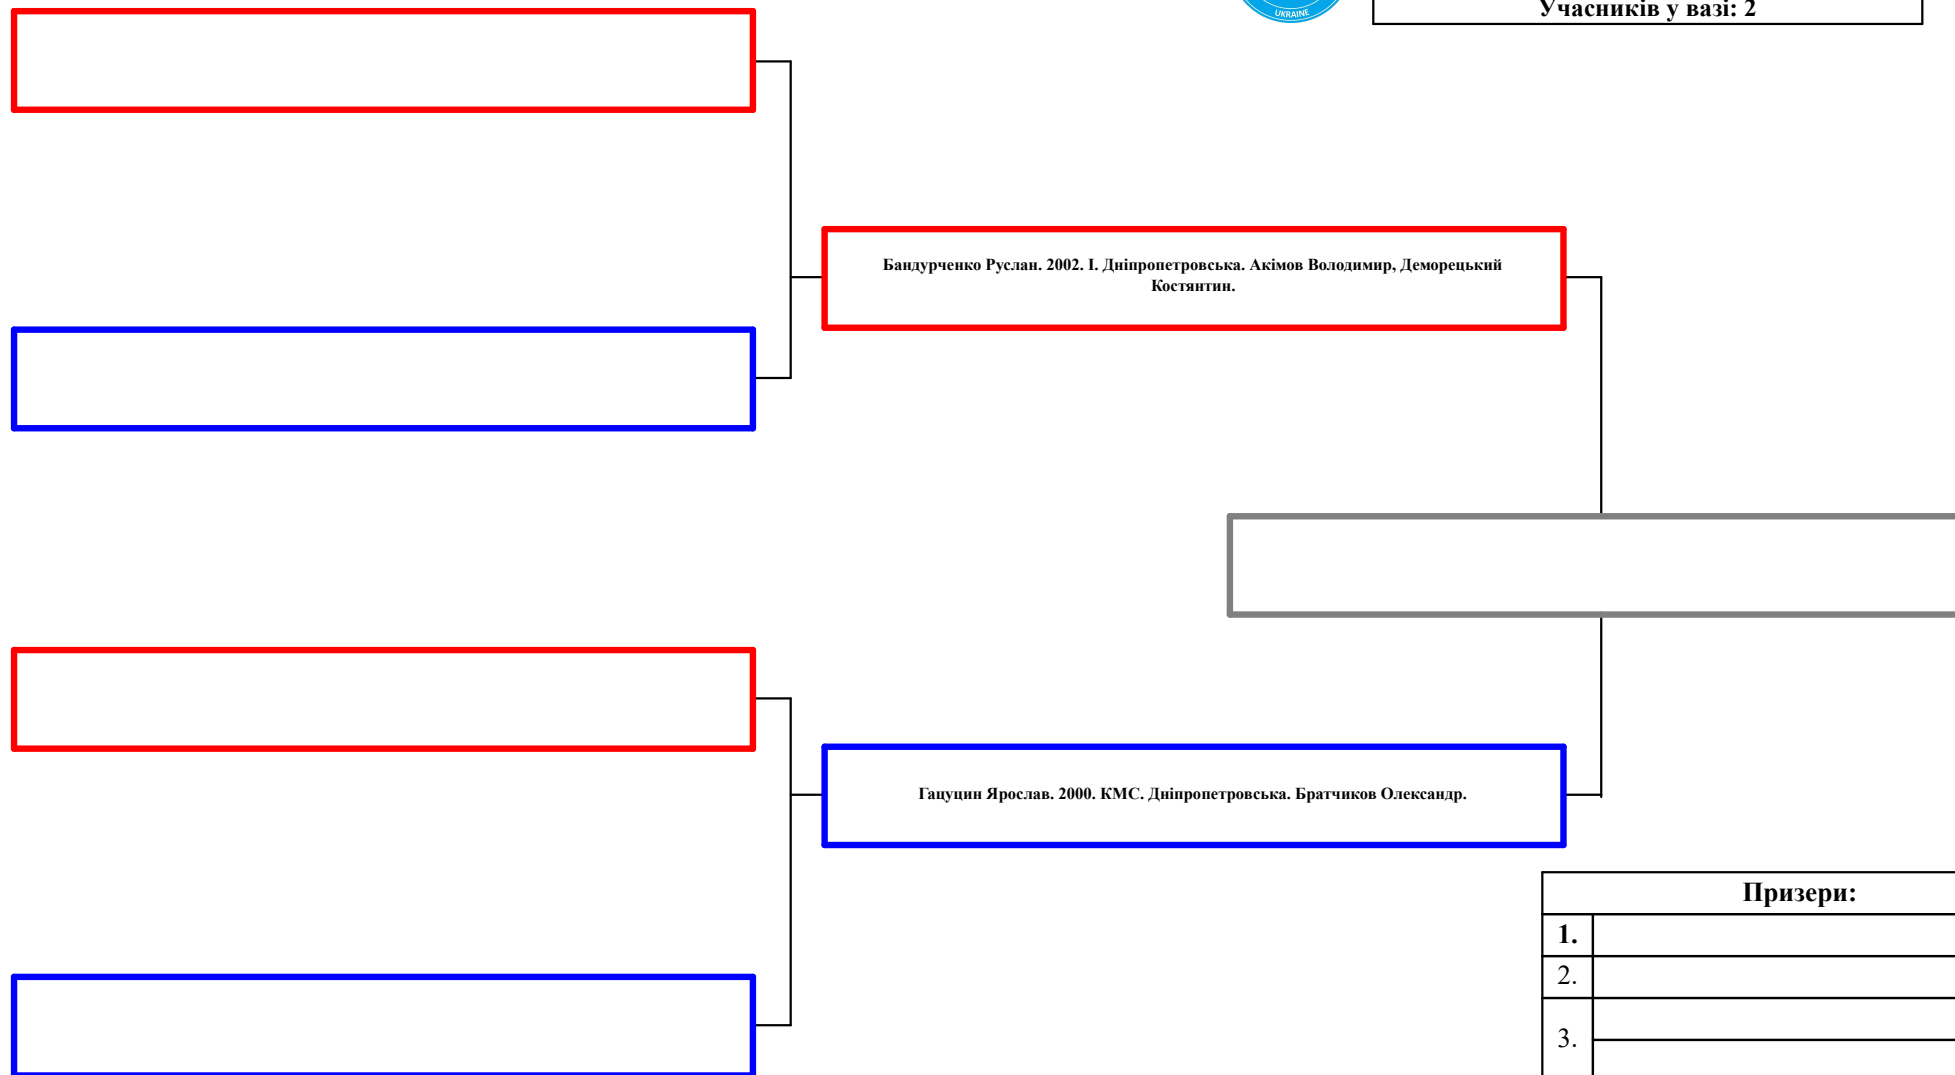 UKRAINE
Учасників у вазі: 2
Бандурченко Руслан. 2002. І. Дніпропетровська. Акімов Володимир, Деморецький
Костянтин.
Гацуцин Ярослав. 2000. КМС. Дніпропетровська. Братчиков Олександр.
Призери:
1.
2.
3.